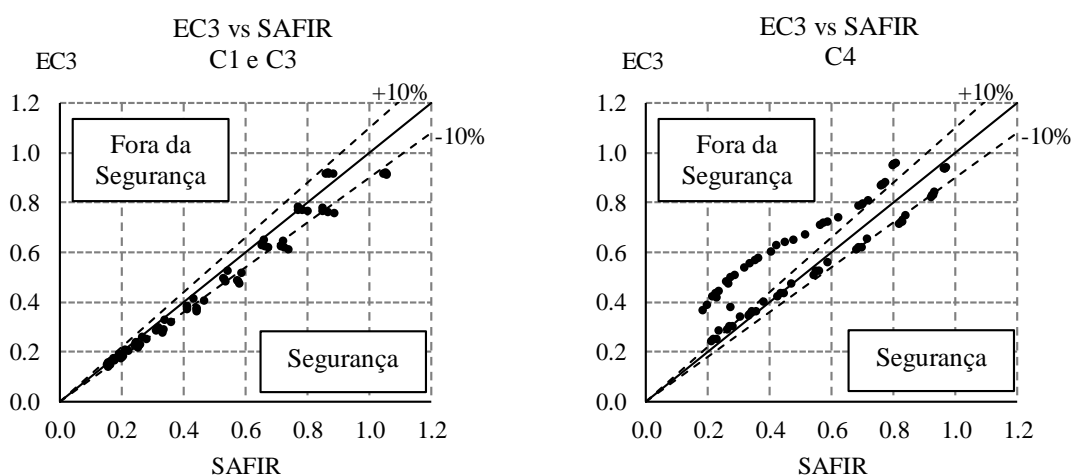 EC3 vs SAFIR
C1 e C3
EC3
+10%
-10%
1.2
1.0
0.8
0.6
0.4
0.2
0.0
Fora da
Segurança
Segurança
0.0 0.2 0.4 0.6 0.8 1.0 1.2
SAFIR
EC3 vs SAFIR
C4
EC3
+10%
-10%
1.2
1.0
0.8
0.6
0.4
0.2
0.0
Fora da
Segurança
Segurança
0.0 0.2 0.4 0.6 0.8 1.0 1.2
SAFIR